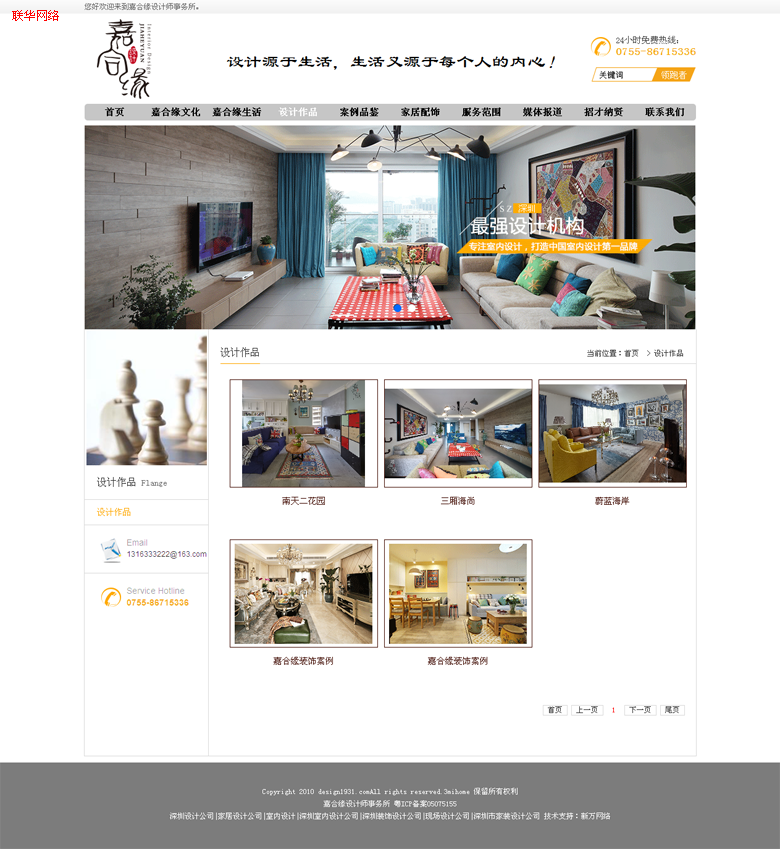 您好欢迎来到嘉合缘设计师事务所。
联华网络
嘉合缘
设计
JIAHEYUAN
Interior Design
设计源于生活，生活又源于每个人的内心！
24小时免费热线：
0755-86715336
关键词 领跑者
首页 嘉合缘文化 嘉合缘生活 设计作品 案例品鉴 家居配饰 服务范围 媒体报道 招才纳贤 联系我们
SZ 深圳
最强设计机构
专注室内设计，打造中国室内设计第一品牌
设计作品
当前位置：首页 > 设计作品
南天二花园 三湘海尚 蔚蓝海岸
设计作品 Flange
设计作品
Email
1316333222@163.com
Service Hotline
0755-86715336
嘉合缘装饰案例 嘉合缘装饰案例
首页 上一页 1 下一页 尾页
Copyright 2010 design1931.comAll rights reserved.3mihome 保留所有权利
嘉合缘设计师事务所 粤ICP备案05075155
深圳设计公司|家居设计公司|室内设计|深圳室内设计公司|深圳装饰设计公司|现场设计公司|深圳市家装设计公司 技术支持：新万网络